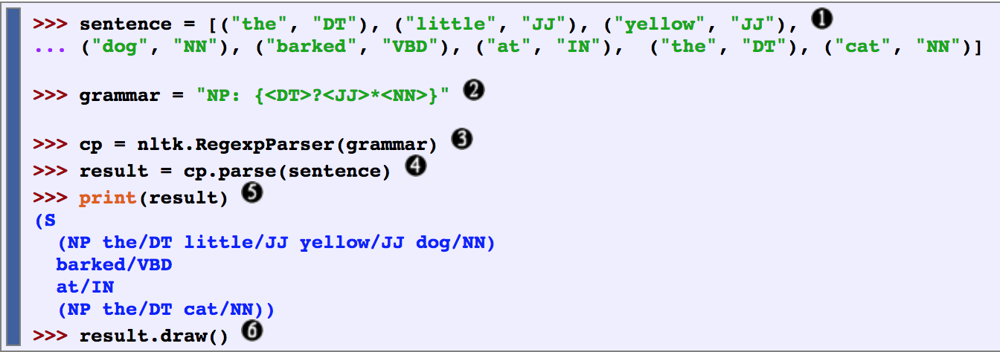 >>> sentence = [("the", "DT"), ("little", "JJ"), ("yellow", "JJ"), ❶
... ("dog", "NN"), ("barked", "VBD"), ("at", "IN"),  ("the", "DT"), ("cat", "NN")]
>>> grammar = "NP: {<DT>?<JJ>*<NN>}" ❷
>>> cp = nltk.RegexpParser(grammar) ❸
>>> result = cp.parse(sentence) ❹
>>> print(result) ❺
(S
  (NP the/DT little/JJ yellow/JJ dog/NN)
  barked/VBD
  at/IN
  (NP the/DT cat/NN))
>>> result.draw() ❻